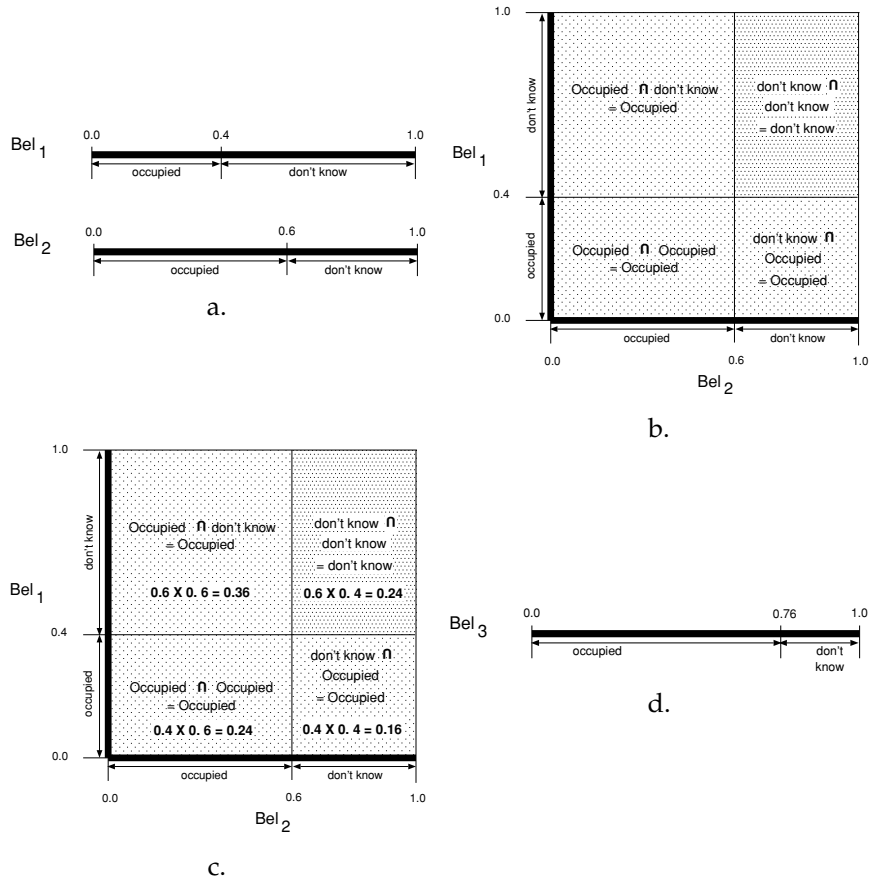 0.0 0.4 1.0
Bel 1
occupied don't know
0.0 0.6 1.0
Bel 2
occupied don't know
a.
1.0
don't know
Occupied ∩ don't know
= Occupied
don't know ∩
don't know
= don't know
Bel 1
0.4
occupied
Occupied ∩ Occupied
= Occupied
don't know ∩
Occupied
= Occupied
0.0
occupied don't know
0.0 0.6 1.0
Bel 2
b.
1.0
don't know
Occupied ∩ don't know
= Occupied
0.6 X 0. 6 = 0.36
don't know ∩
don't know
= don't know
0.6 X 0. 4 = 0.24
Bel 1
0.4
occupied
Occupied ∩ Occupied
= Occupied
0.4 X 0. 6 = 0.24
don't know ∩
Occupied
= Occupied
0.4 X 0. 4 = 0.16
0.0
occupied don't know
0.0 0.6 1.0
Bel 2
c.
0.0 0.76 1.0
Bel 3
occupied don't
know
d.